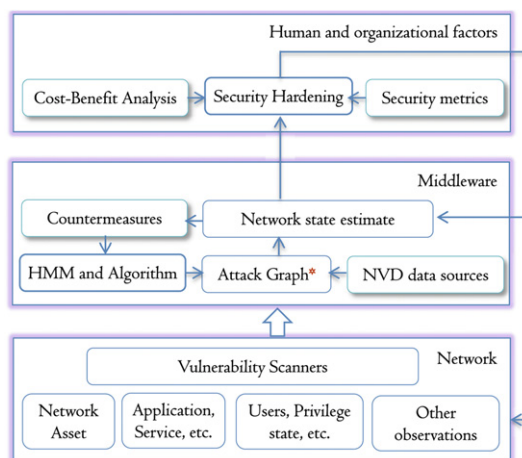 Human and organizational factors
Cost-Benefit Analysis
Security Hardening
Security metrics
Middleware
Countermeasures
Network state estimate
HMM and Algorithm
Attack Graph*
NVD data sources
Network
Vulnerability Scanners
Network
Asset
Application,
Service, etc.
Users, Privilege
state, etc.
Other
observations